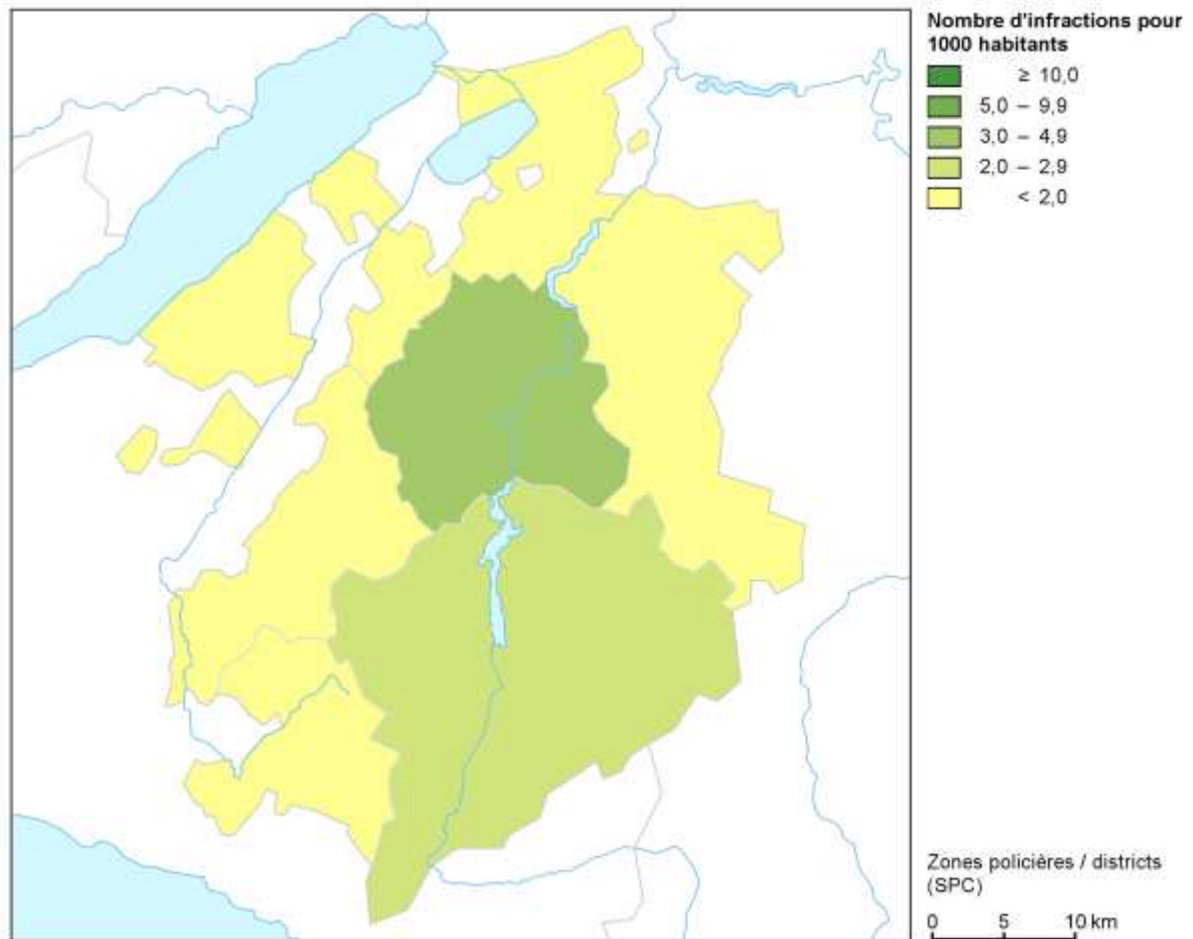 Nombre d'infractions pour
1000 habitants
≥ 10,0
5,0 – 9,9
3,0 – 4,9
2,0 – 2,9
< 2,0
Zones policières / districts
(SPC)
0 5 10 km